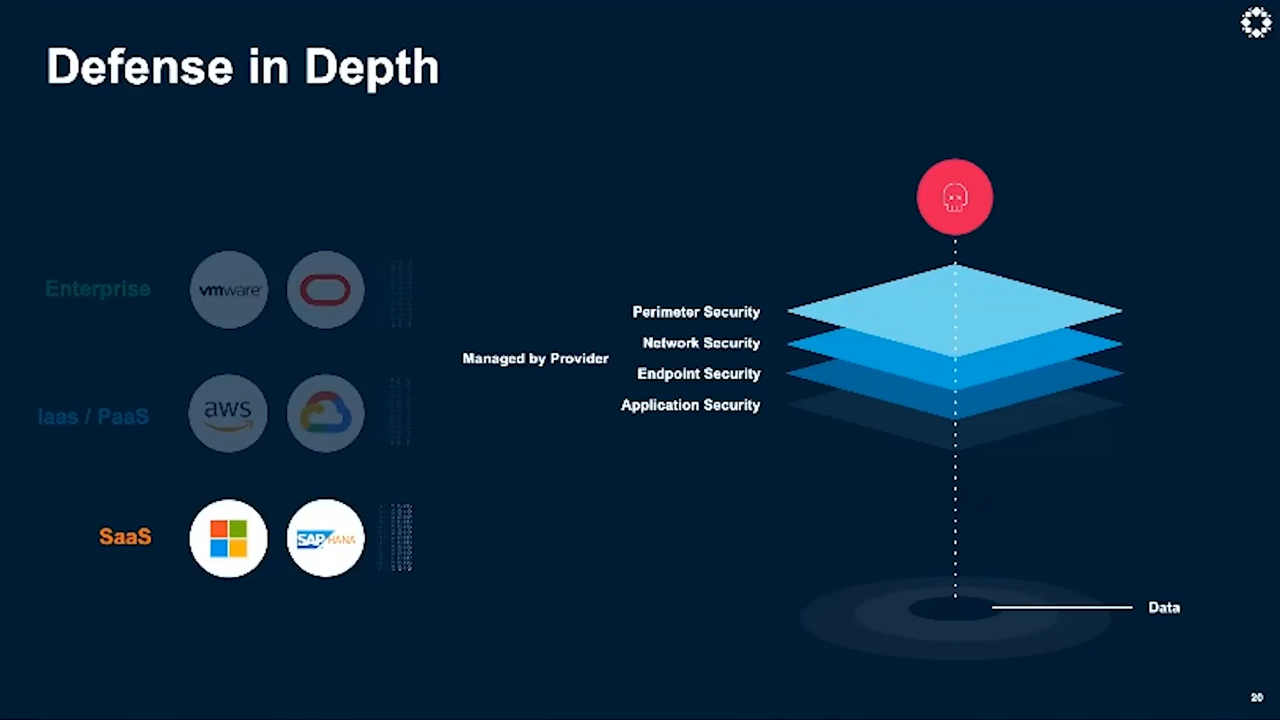 Defense in Depth
Enterprise
vmware
Iaas / PaaS
aws
SaaS
SAP HANA
Managed by Provider
Perimeter Security
Network Security
Endpoint Security
Application Security
Data
20